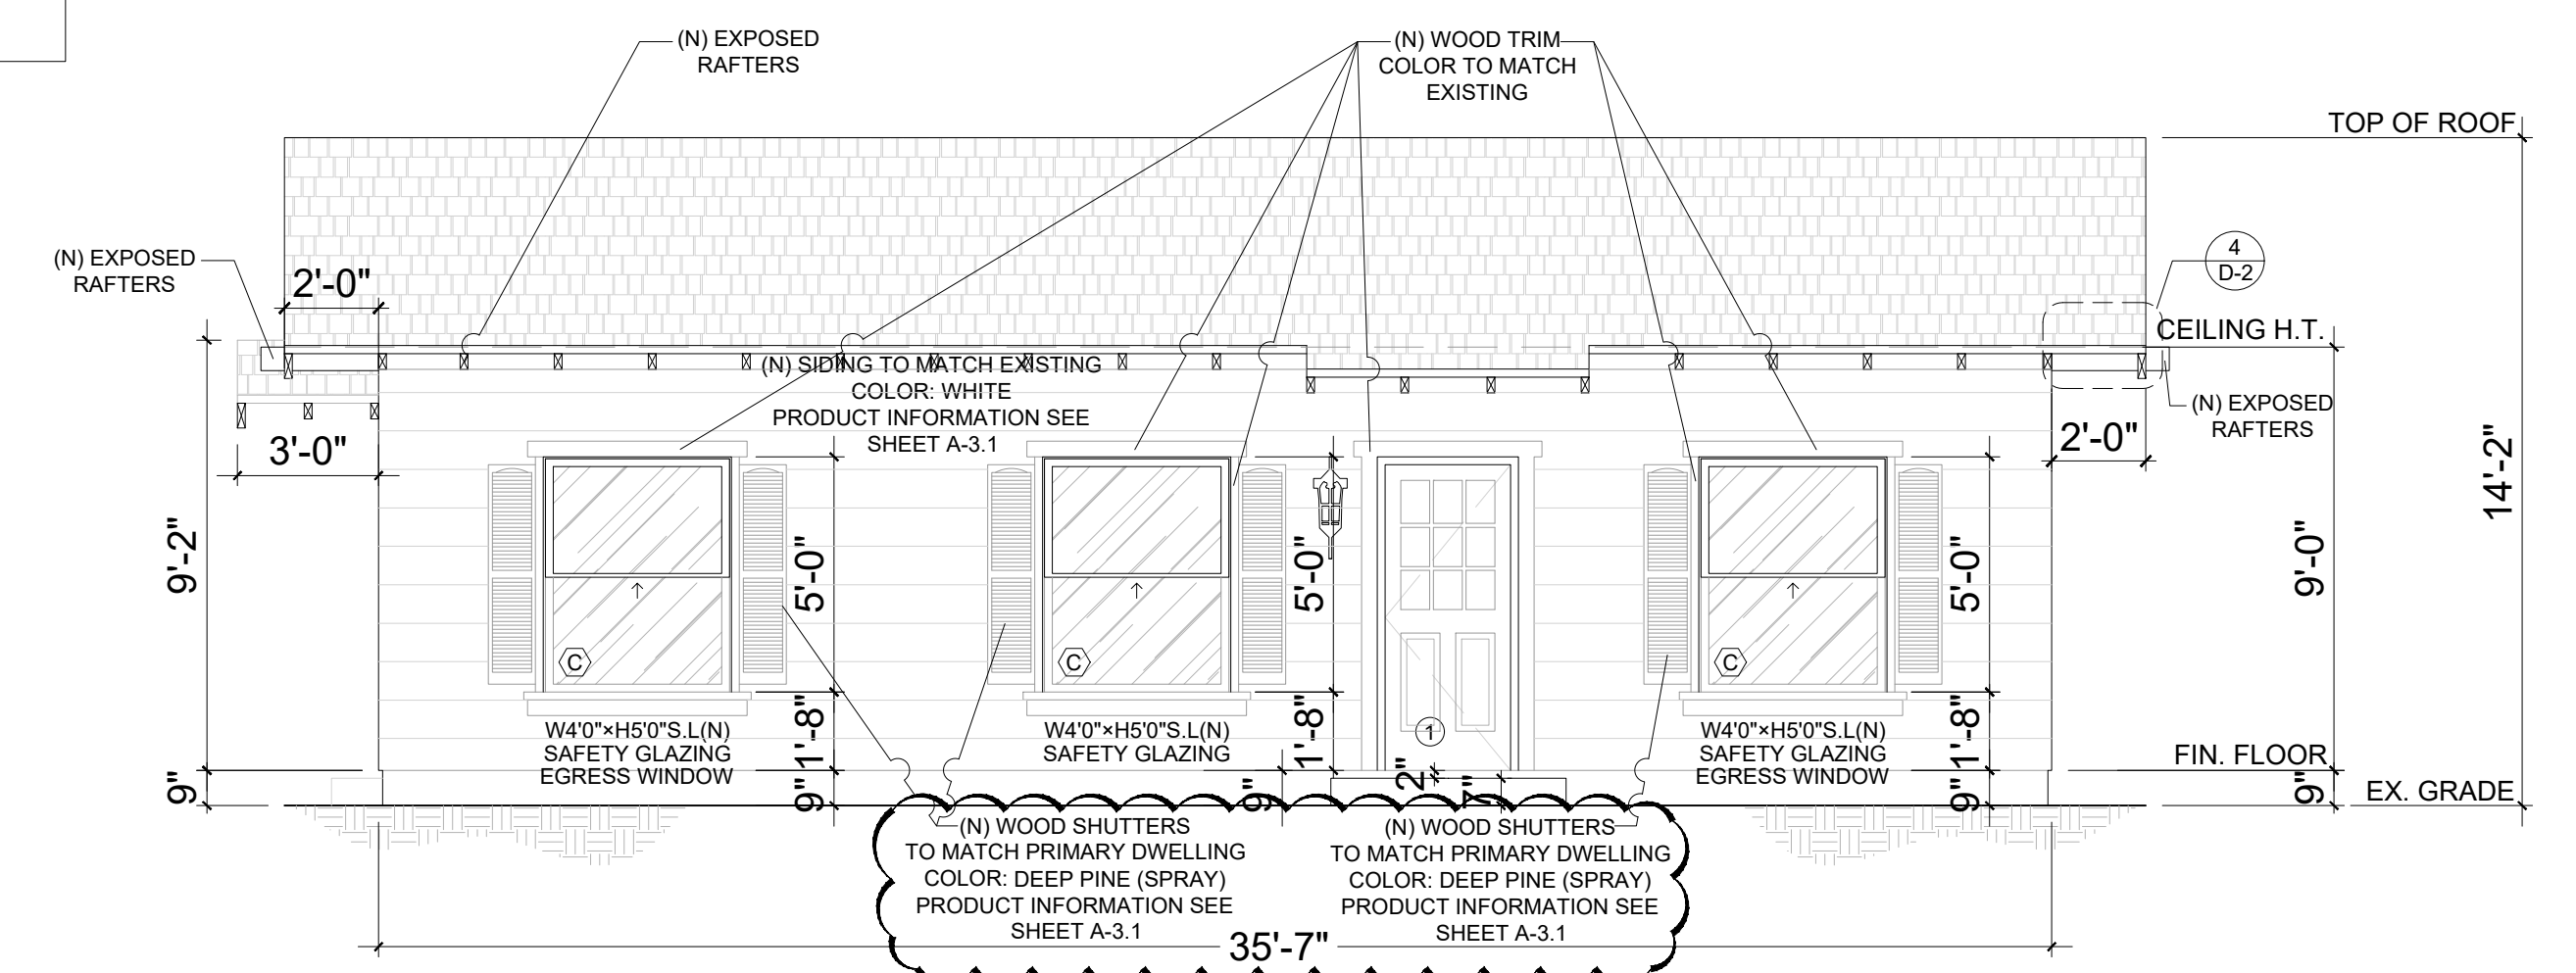 (N) EXPOSED
RAFTERS
(N) WOOD TRIM
COLOR TO MATCH
EXISTING
TOP OF ROOF
4
D-2
(N) EXPOSED
RAFTERS
2'-0"
CEILING H.T.
(N) SIDING TO MATCH EXISTING
COLOR: WHITE
PRODUCT INFORMATION SEE
SHEET A-3.1
(N) EXPOSED
RAFTERS
3'-0"
2'-0"
14'-2"
9'-2"
5'-0"
5'-0"
5'-0"
9'-0"
C
C
C
1
W4'0"×H5'0"S.L(N)
SAFETY GLAZING
EGRESS WINDOW
1'-8"
W4'0"×H5'0"S.L(N)
SAFETY GLAZING
1'-8"
W4'0"×H5'0"S.L(N)
SAFETY GLAZING
EGRESS WINDOW
1'-8"
FIN. FLOOR
9"
9"
9"
2"
7"
9"
9"
EX. GRADE
(N) WOOD SHUTTERS
TO MATCH PRIMARY DWELLING
COLOR: DEEP PINE (SPRAY)
PRODUCT INFORMATION SEE
SHEET A-3.1
(N) WOOD SHUTTERS
TO MATCH PRIMARY DWELLING
COLOR: DEEP PINE (SPRAY)
PRODUCT INFORMATION SEE
SHEET A-3.1
35'-7"